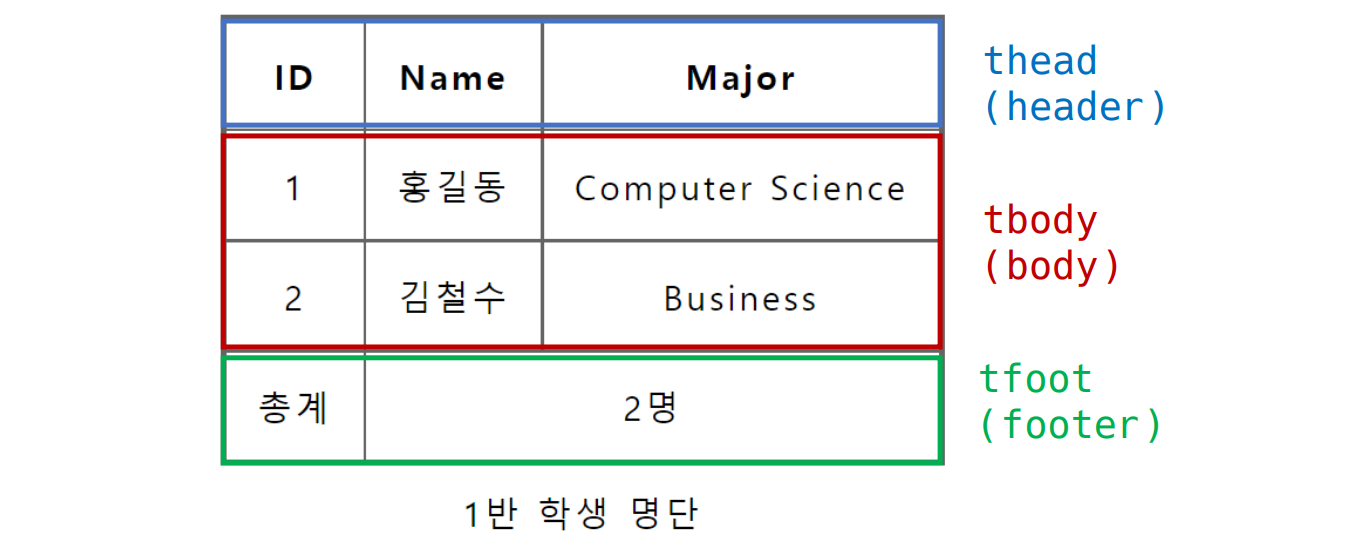 ID Name Major
1 홍길동 Computer Science
2 김철수 Business
총계 2명
1반 학생 명단
thead
(header)
tbody
(body)
tfoot
(footer)